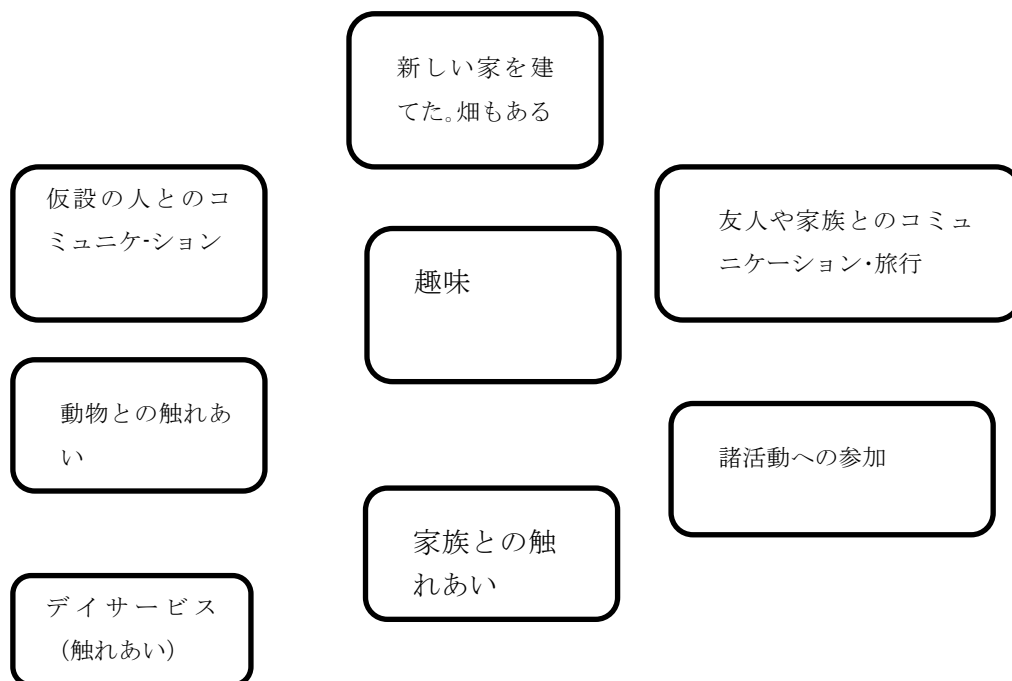 新しい家を建
てた。畑もある
仮設の人とのコ
ミュニケ-ション
友人や家族とのコミュ
ニケーション・旅行
趣味
動物との触れあ
い
諸活動への参加
家族との触
れあい
デイサービス
（触れあい）